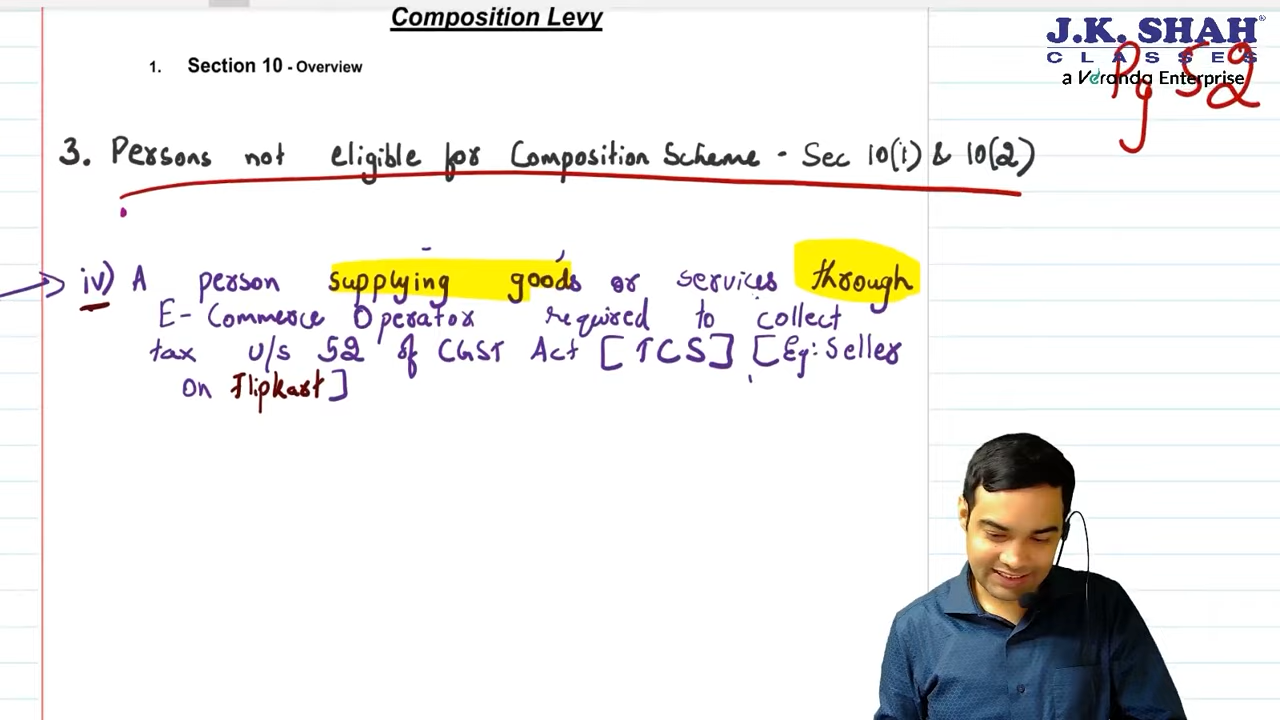 Composition Levy
J.K. SHAH®
CLASSES
a Veranda Enterprise
Pg 52
1. Section 10 - Overview
3. Persons not eligible for Composition Scheme - Sec 10(1) & 10(2)
iv) A person supplying goods or services through
E-Commerce Operator required to collect
tax u/s 52 of CGST Act [TCS] [Eg: Seller
on Flipkart]